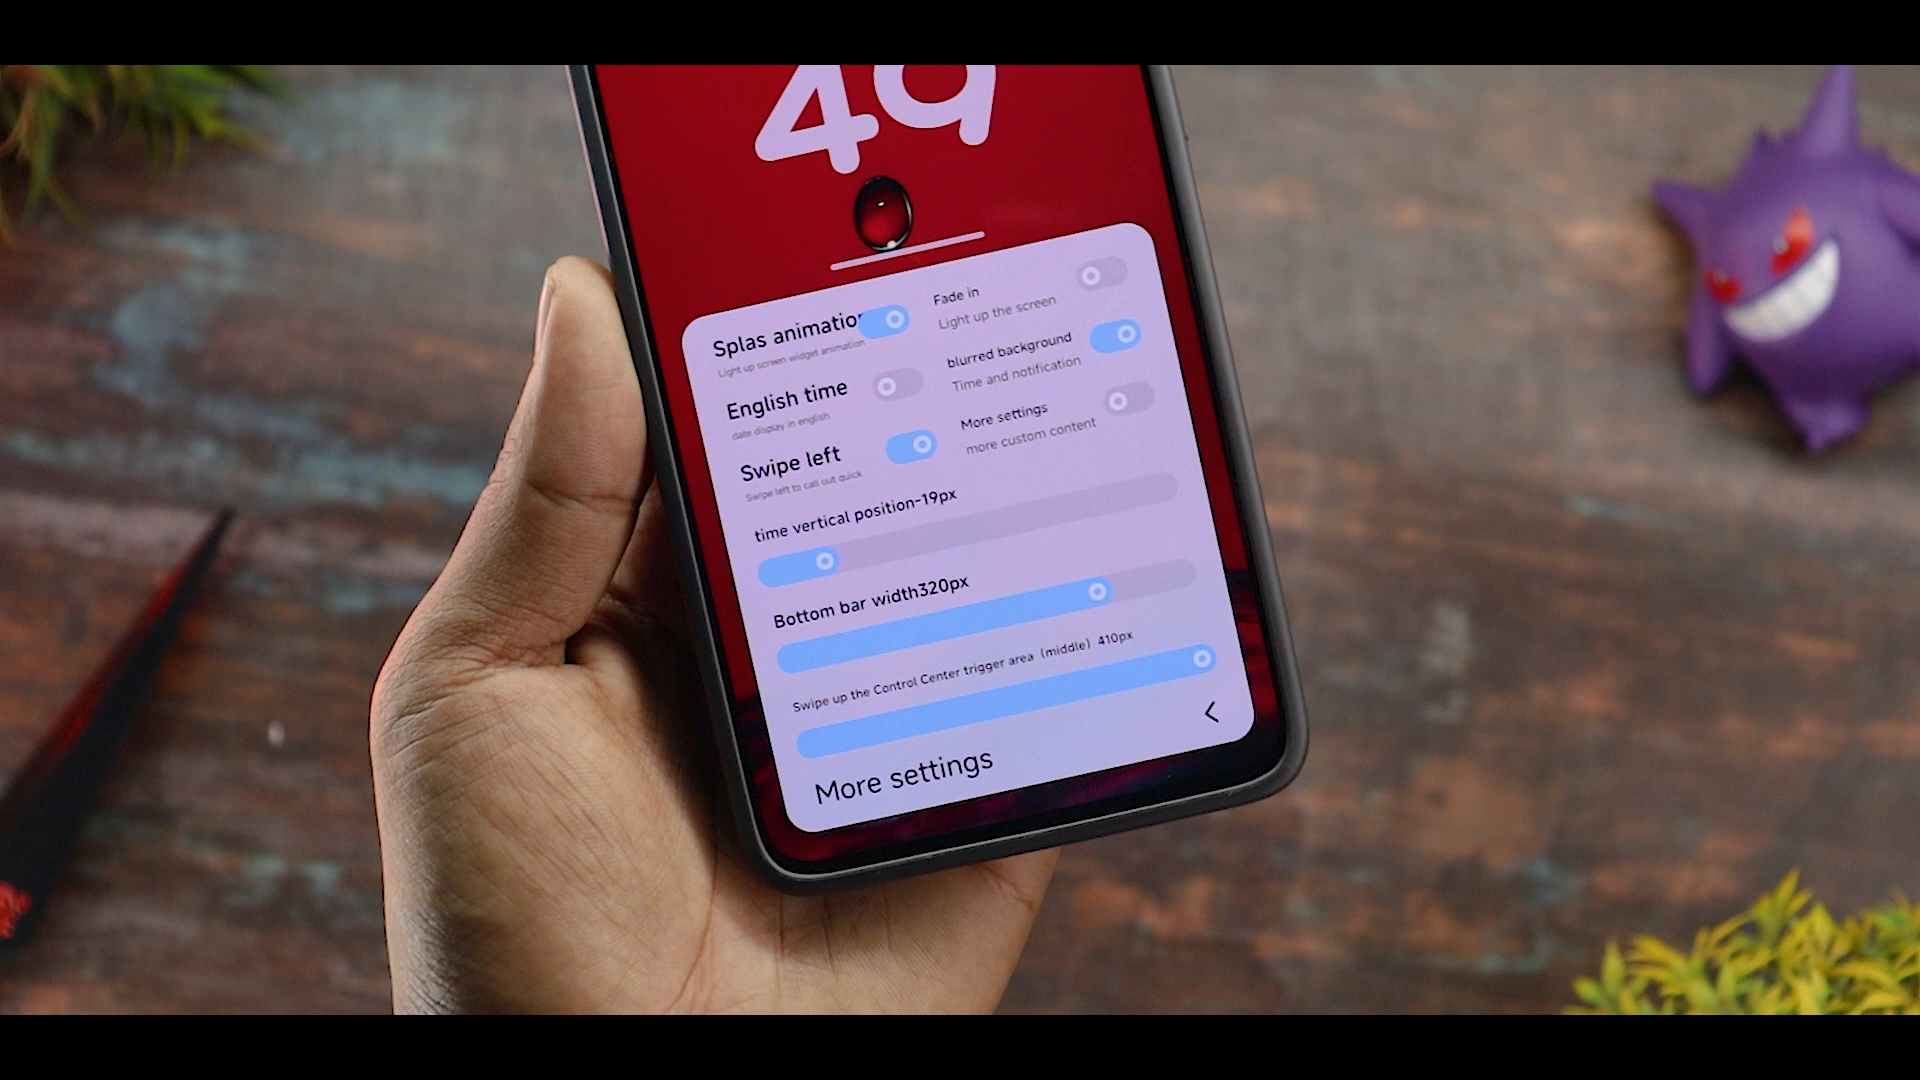 49
Splas animation
Light up screen widget animation
Fade in
Light up the screen
English time
date display in english
blurred background
Time and notification
Swipe left
Swipe left to call out quick
More settings
more custom content
time vertical position-19px
Bottom bar width320px
Swipe up the Control Center trigger area (middle) 410px
More settings